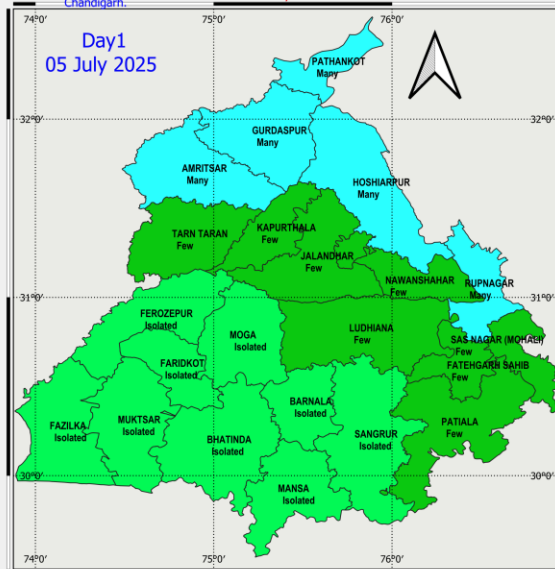 Chandigarh.
74°0'
75°0'
76°0'
Day1
05 July 2025
PATHANKOT
Many
32°0'
32°0'
GURDASPUR
Many
AMRITSAR
Many
HOSHIARPUR
Many
TARN TARAN
Few
KAPURTHALA
Few
JALANDHAR
Few
NAWANSHAHAR
Few
RUPNAGAR
Many
31°0'
31°0'
FEROZEPUR
Isolated
MOGA
Isolated
LUDHIANA
Few
SAS NAGAR (MOHALI)
Few
FARIDKOT
Isolated
FATEHGARH SAHIB
Few
FAZILKA
Isolated
MUKTSAR
Isolated
BARNALA
Isolated
BHATINDA
Isolated
SANGRUR
Isolated
PATIALA
Few
30°0'
30°0'
MANSA
Isolated
74°0'
75°0'
76°0'